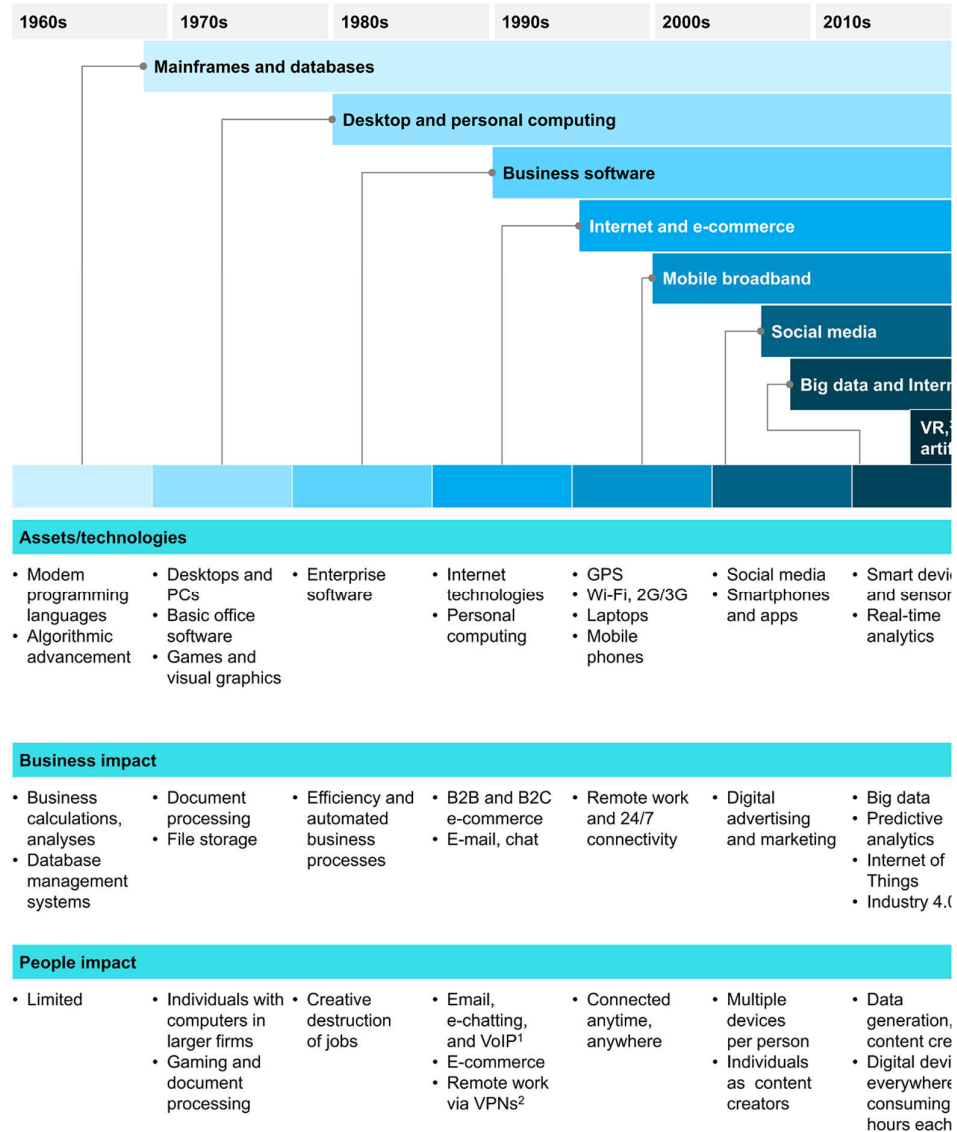 1960s
1970s
1980s
1990s
2000s
2010s
Mainframes and databases
Desktop and personal computing
Business software
Internet and e-commerce
Mobile broadband
Social media
Big data and
VR,
Assets/technologies
• Modem
programming
languages
• Algorithmic
advancement
• Desktops and
PCs
• Basic office
software
• Games and
visual graphics
• Enterprise
software
• Internet
technologies
• Personal
computing
• GPS
• Wi-Fi, 2G/3G
• Laptops
• Mobile
phones
• Social media
• Smartphones
and apps
• Smart
and
• Real-time
analytics
Business impact
• Business
calculations,
analyses
• Database
management
systems
• Document
processing
• File storage
• Efficiency and
automated
business
processes
• B2B and B2C
e-commerce
• E-mail, chat
• Remote work
and 24/7
connectivity
• Digital
advertising
and marketing
• Big data
• Predictive
analytics
• Internet of
Things
• Industry
People impact
• Limited
• Individuals with
computers in
larger firms
• Gaming and
document
processing
• Creative
destruction
of jobs
• Email,
e-chatting,
and VoIP¹
• E-commerce
• Remote work
via VPNs²
• Connected
anytime,
anywhere
• Multiple
devices
per person
• Individuals
as content
creators
• Data
generation,
content
• Digital
everywhere
consuming
hours each